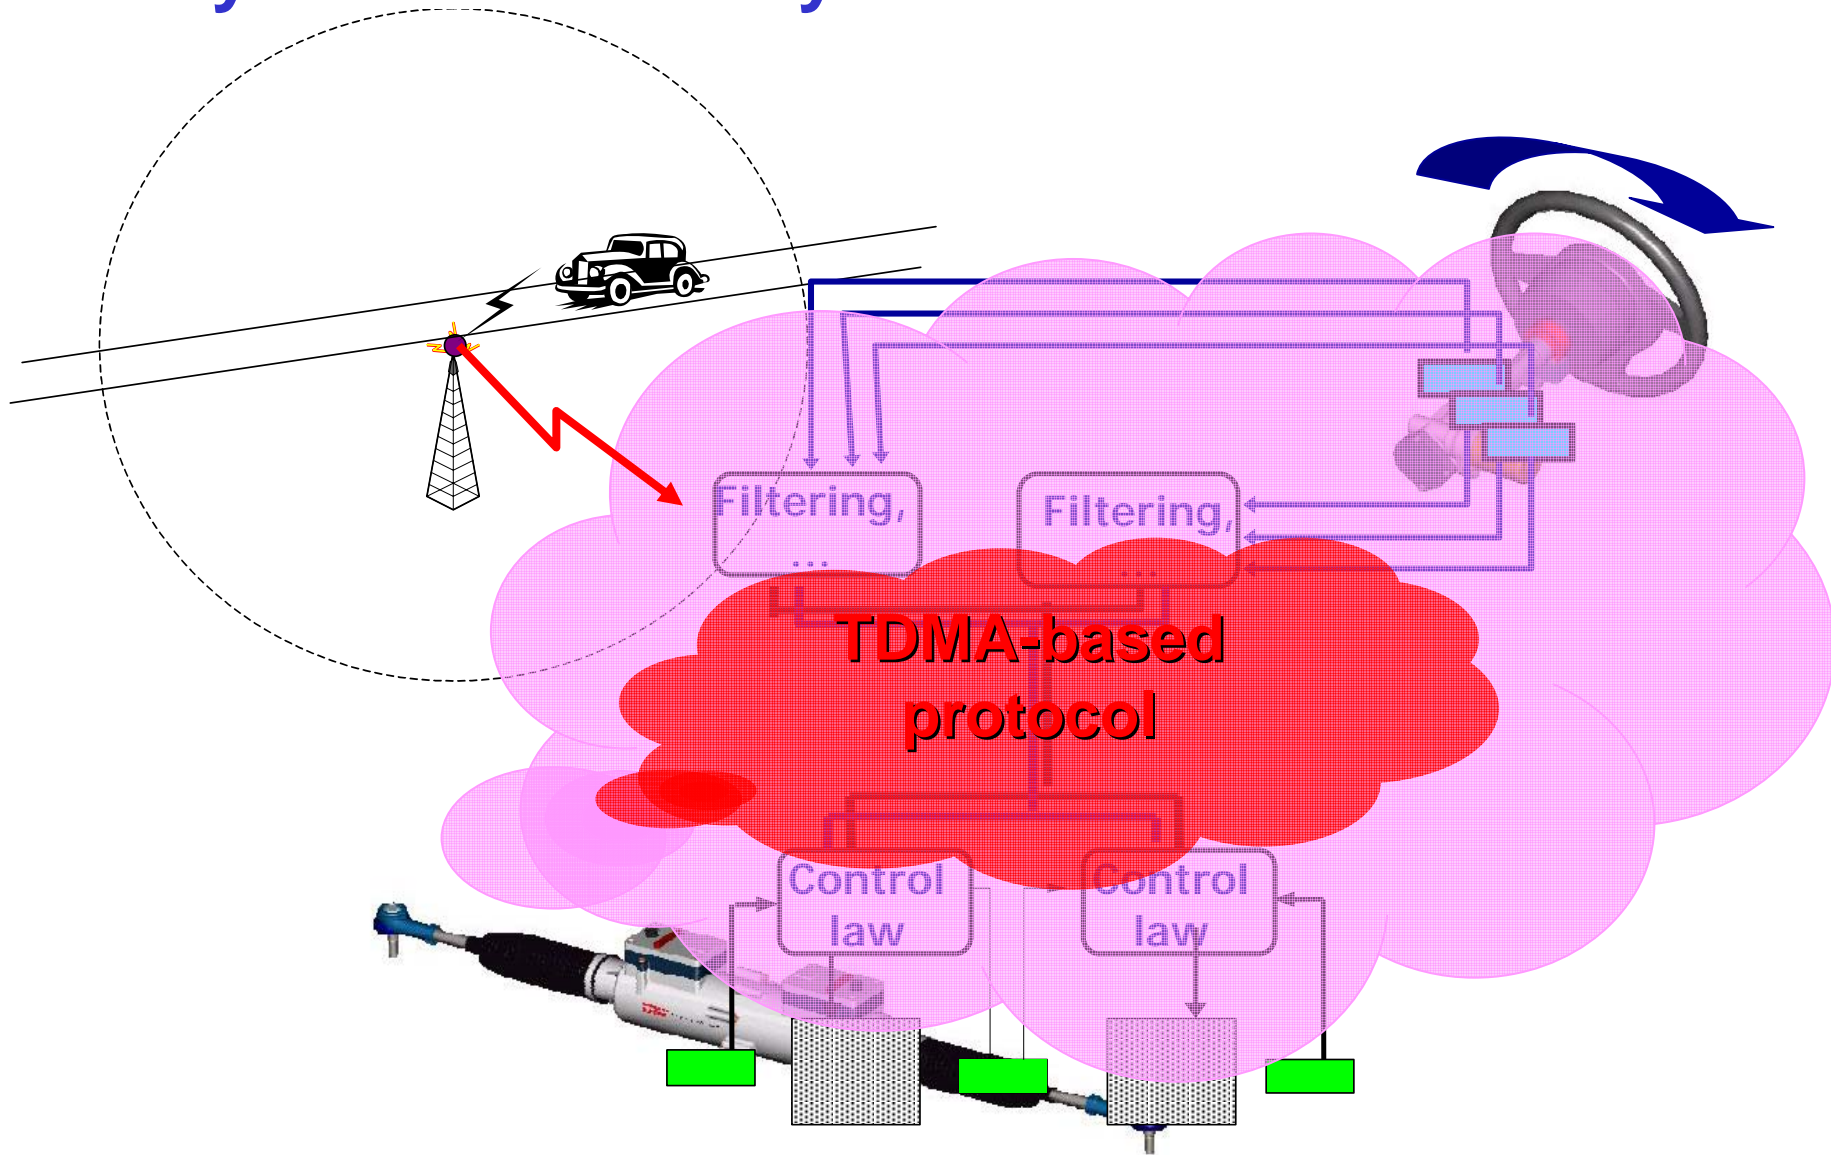 Filtering,
...
Filtering,
...
TDMA-based
protocol
Control
law
Control
law